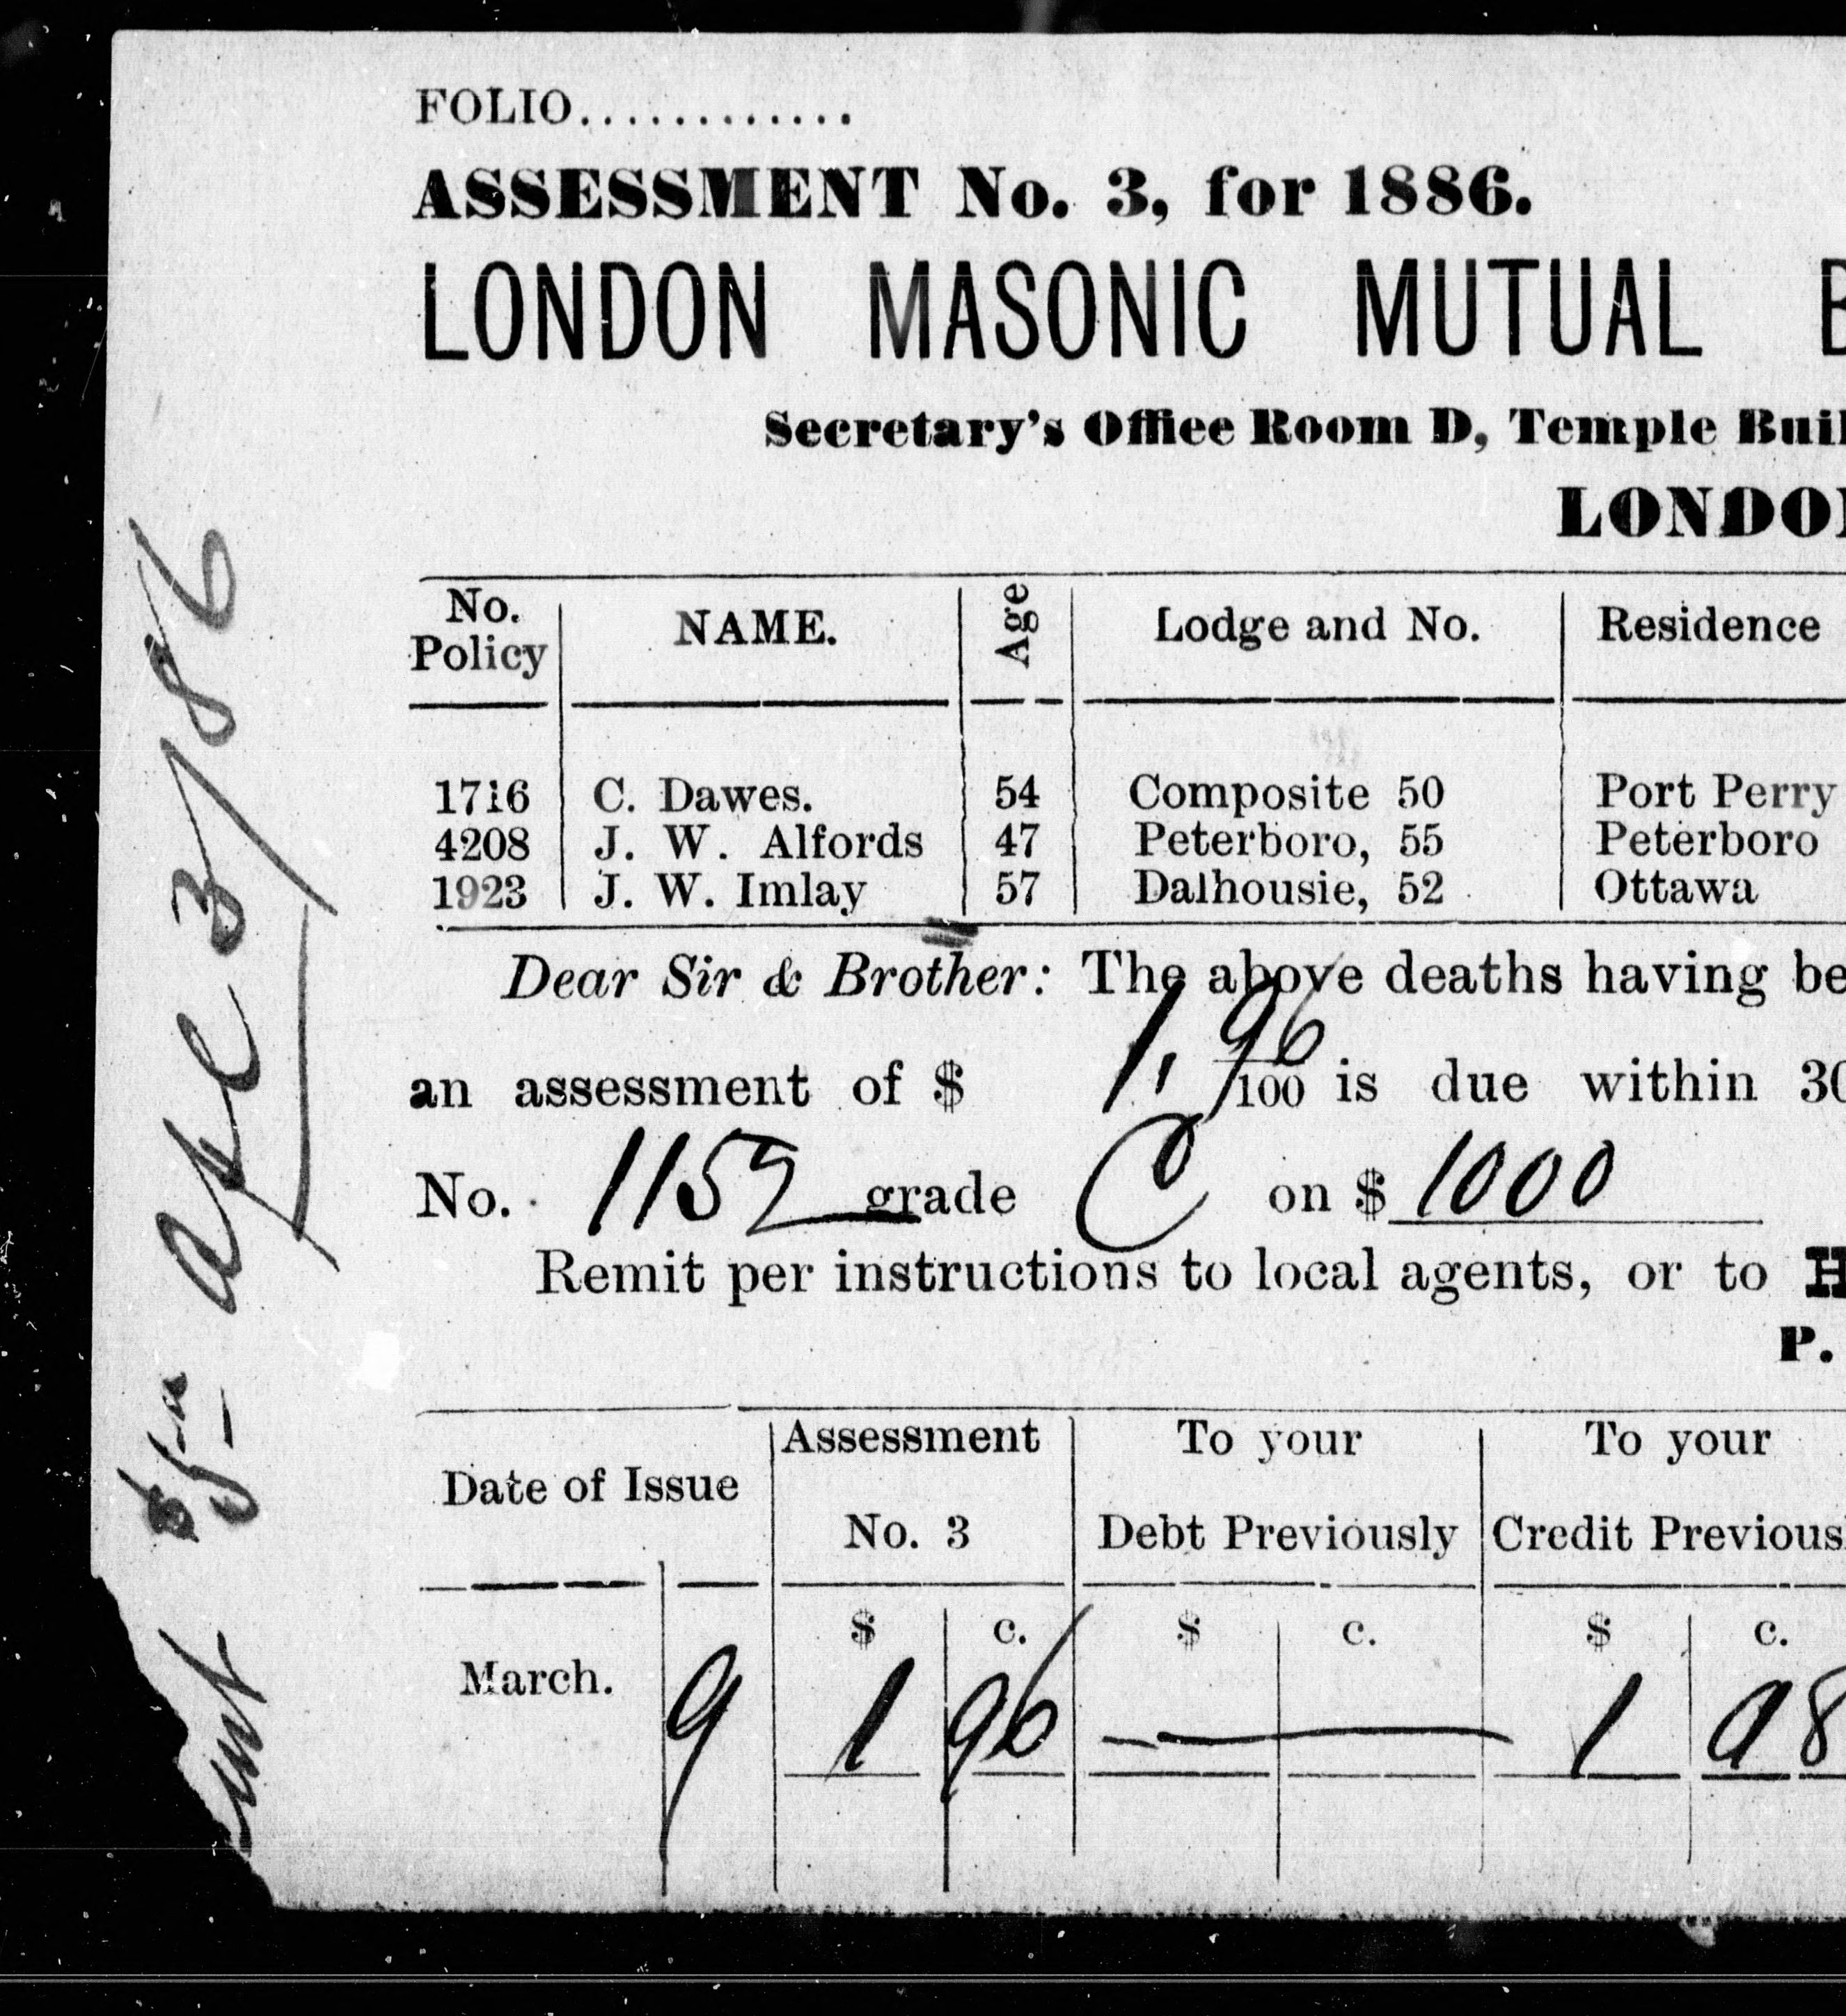 FOLIO.............
ASSESSMENT No. 3, for 1886.
LONDON MASONIC MUTUAL B
Secretary's Office Room D, Temple Buil
LONDON
No. Policy | NAME. | Age | Lodge and No. | Residence
1716 | C. Dawes. | 54 | Composite 50 | Port Perry
4208 | J. W. Alfords | 47 | Peterboro, 55 | Peterboro
1923 | J. W. Imlay | 57 | Dalhousie, 52 | Ottawa
Dear Sir & Brother: The above deaths having be
an assessment of $ 1,96/100 is due within 30
No. 1152 grade C on $ 1000
Remit per instructions to local agents, or to H
P.
Date of Issue | Assessment No. 3 | To your Debt Previously | To your Credit Previous
$ c. | $ c. | $ c.
March. 9 | 1 96 | — | 1 98
3/86